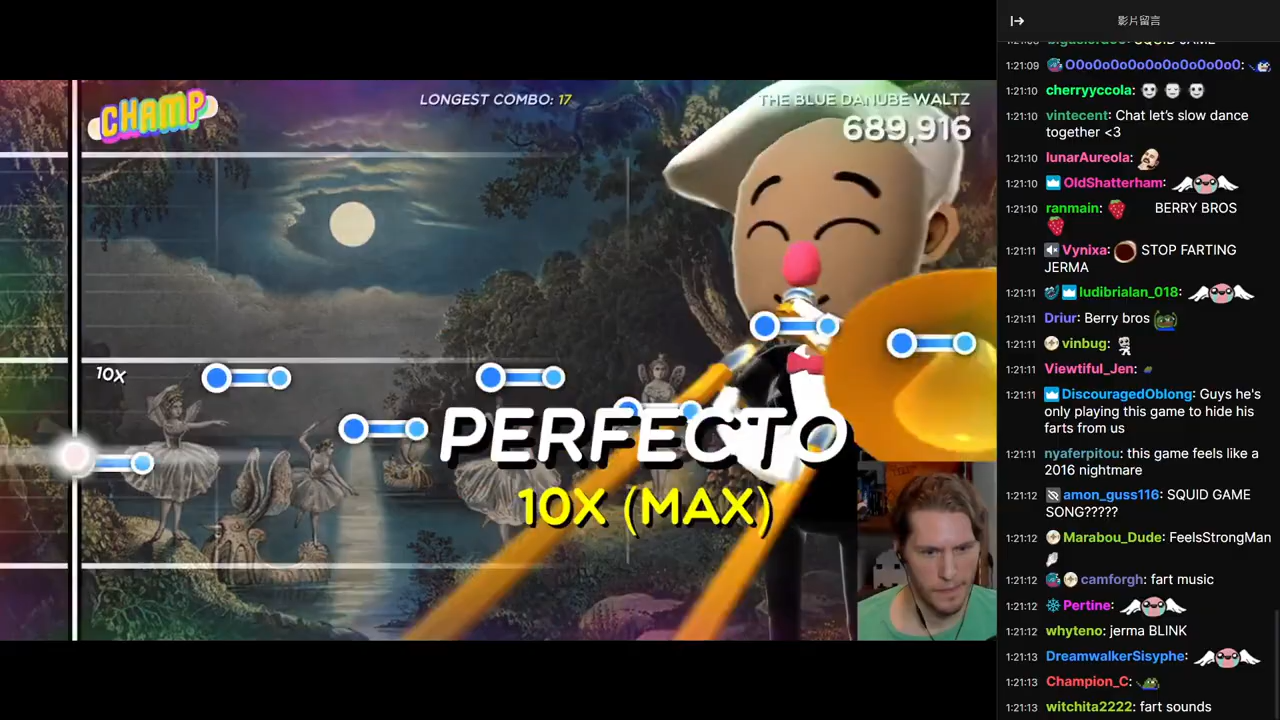 CHAMP
LONGEST COMBO: 17
THE BLUE DANUBE WALTZ
689,916
10X
PERFECTO
10X (MAX)
影片留言
1:21:09 O0o0o0o0o0o0o0o0o0o0:
1:21:10 cherryyccola:
1:21:10 vintecent: Chat let's slow dance
together <3
1:21:10 lunarAureola:
1:21:10 OldShatterham:
1:21:10 ranmain: BERRY BROS
1:21:11 Vynixa: STOP FARTING
JERMA
1:21:11 ludibrialan_018:
1:21:11 Driur: Berry bros
1:21:11 vinbug:
1:21:11 Viewtiful_Jen:
1:21:11 DiscouragedOblong: Guys he's
only playing this game to hide his
farts from us
1:21:11 nyaferpitou: this game feels like a
2016 nightmare
1:21:12 amon_guss116: SQUID GAME
SONG?????
1:21:12 Marabou_Dude: FeelsStrongMan
1:21:12 camforgh: fart music
1:21:12 Pertine:
1:21:12 whyteno: jerma BLINK
1:21:13 DreamwalkerSisyphe:
1:21:13 Champion_C:
1:21:13 witchita2222: fart sounds